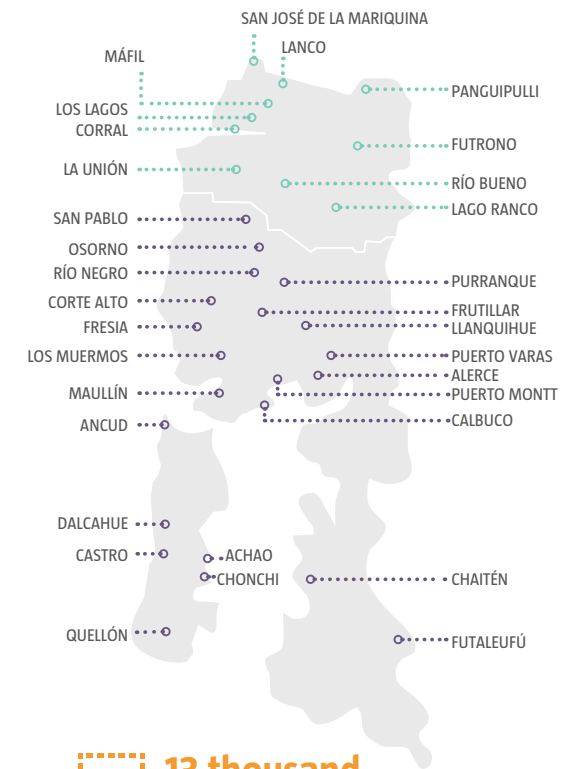 SAN JOSÉ DE LA MARIQUINA
LANCO
MÁFIL
PANGUIPULLI
LOS LAGOS
CORRAL
FUTRONO
LA UNIÓN
RÍO BUENO
LAGO RANCO
SAN PABLO
OSORNO
RÍO NEGRO
PURRANQUE
CORTE ALTO
FRUTILLAR
FRESIA
LLANQUIHUE
LOS MUERMOS
PUERTO VARAS
ALERCE
MAULLÍN
PUERTO MONTT
ANCUD
CALBUCO
DALCAHUE
CASTRO
ACHAO
CHONCHI
CHAITÉN
QUELLÓN
FUTALEUFÚ
13 thousand